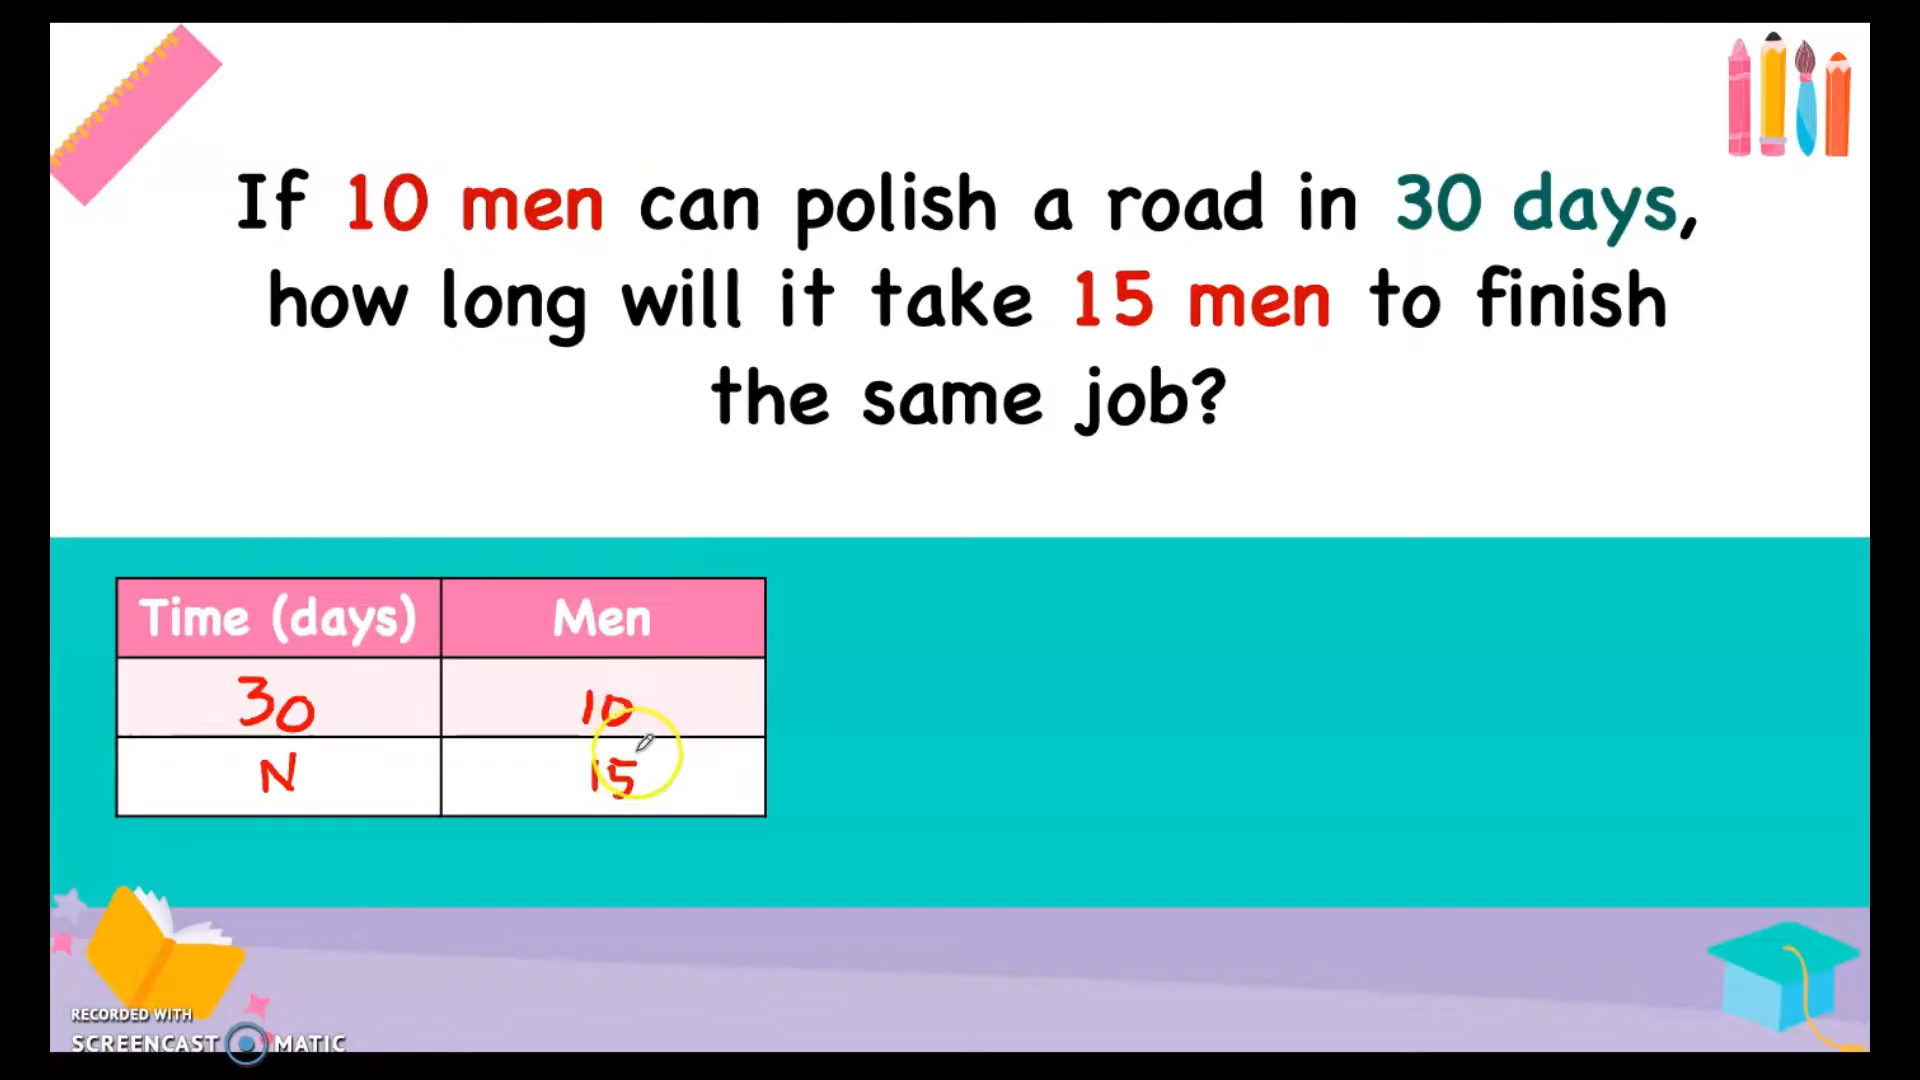 If 10 men can polish a road in 30 days,
how long will it take 15 men to finish
the same job?
Time (days) Men
30 10
N 15
RECORDED WITH
SCREENCAST MATIC